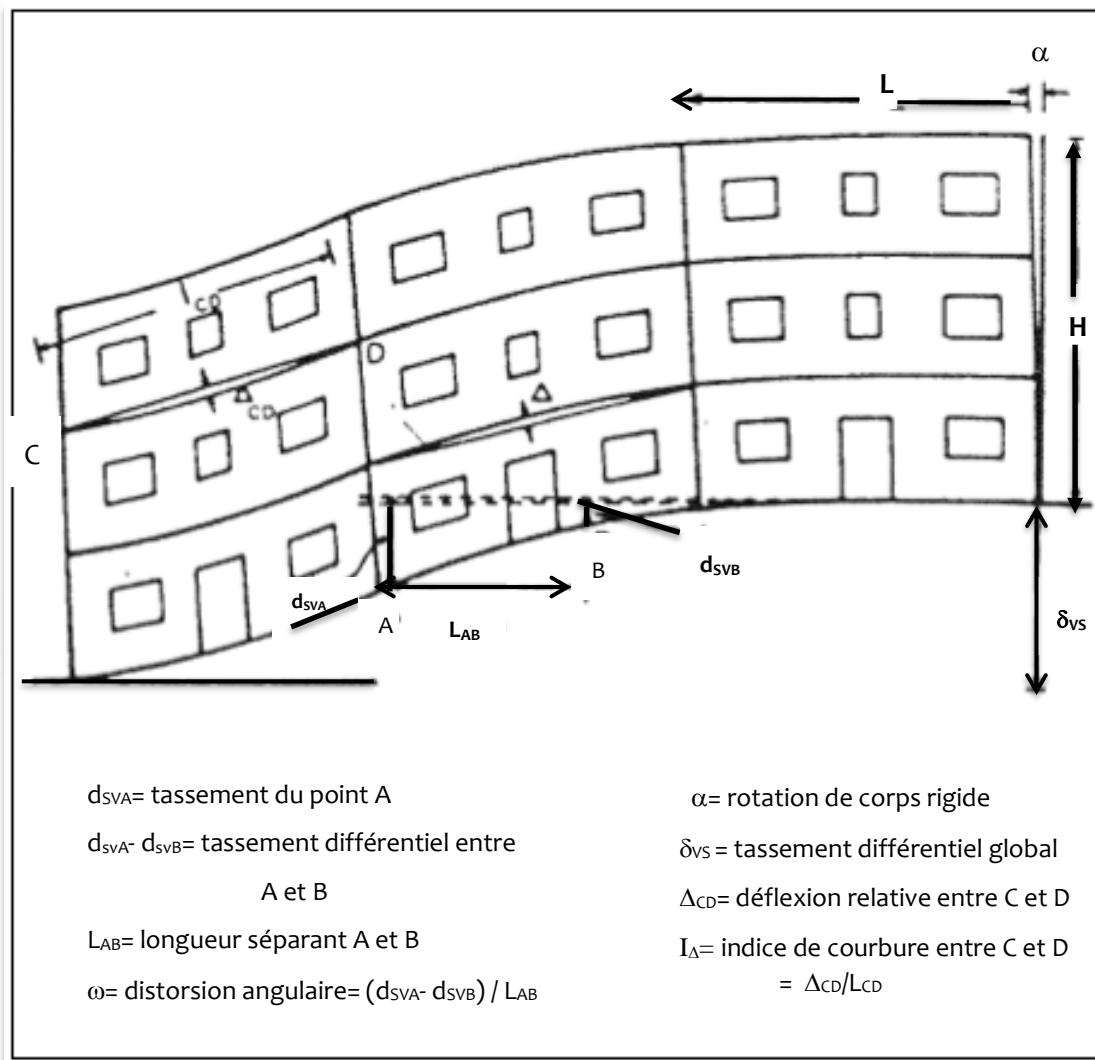 α
L
CD
D
H
Δ
CD
Δ
C
B
dSVB
dSVA
A
LAB
δVS
dSVA= tassement du point A
dsvA- dsvB= tassement différentiel entre
A et B
LAB= longueur séparant A et B
ω= distorsion angulaire= (dSVA- dSVB) / LAB
α= rotation de corps rigide
δVS = tassement différentiel global
ΔCD= déflexion relative entre C et D
IΔ= indice de courbure entre C et D
= ΔCD/LCD